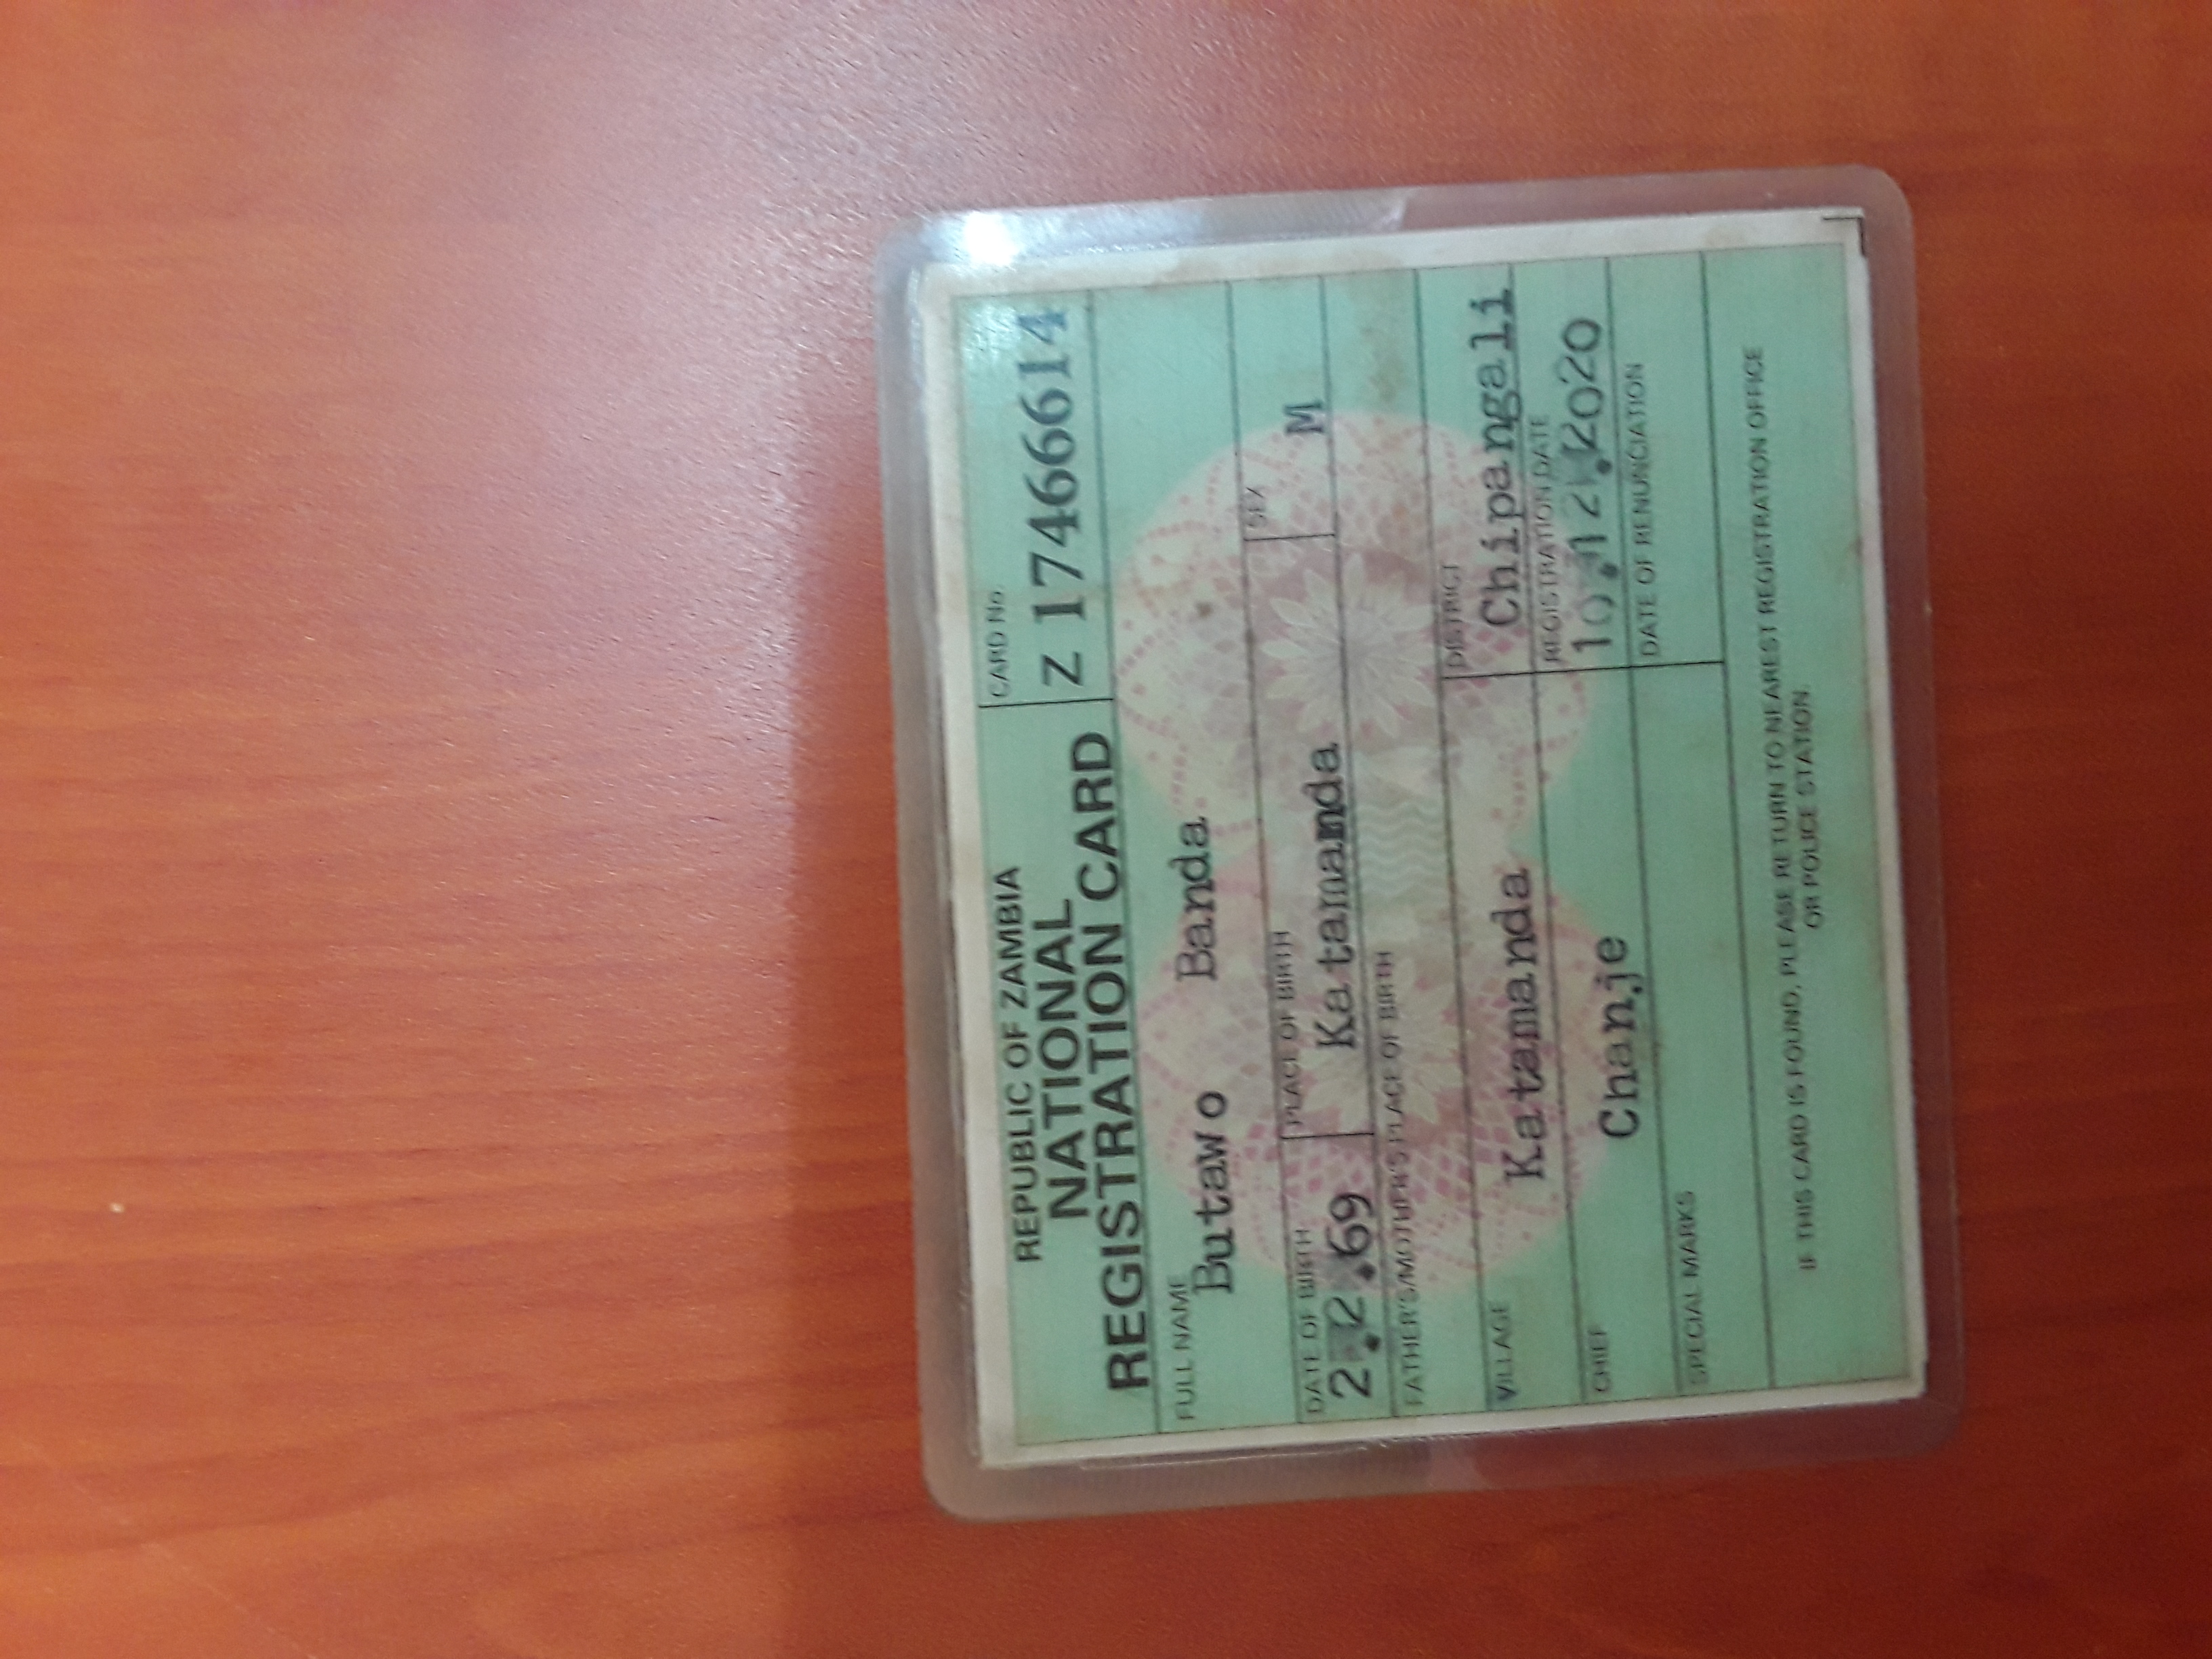 REPUBLIC OF ZAMBIA
NATIONAL
REGISTRATION CARD
CARD No.
Z 17466614
FULL NAME
Butawo Banda
DATE OF BIRTH PLACE OF BIRTH SEX
2.2.69 Katamanda M
FATHER'S/MOTHER'S PLACE OF BIRTH
VILLAGE DISTRICT
Katamanda Chipangali
CHIEF REGISTRATION DATE
Chanje 10.12.2020
SPECIAL MARKS DATE OF RENUNCIATION
IF THIS CARD IS FOUND, PLEASE RETURN TO NEAREST REGISTRATION OFFICE
OR POLICE STATION.